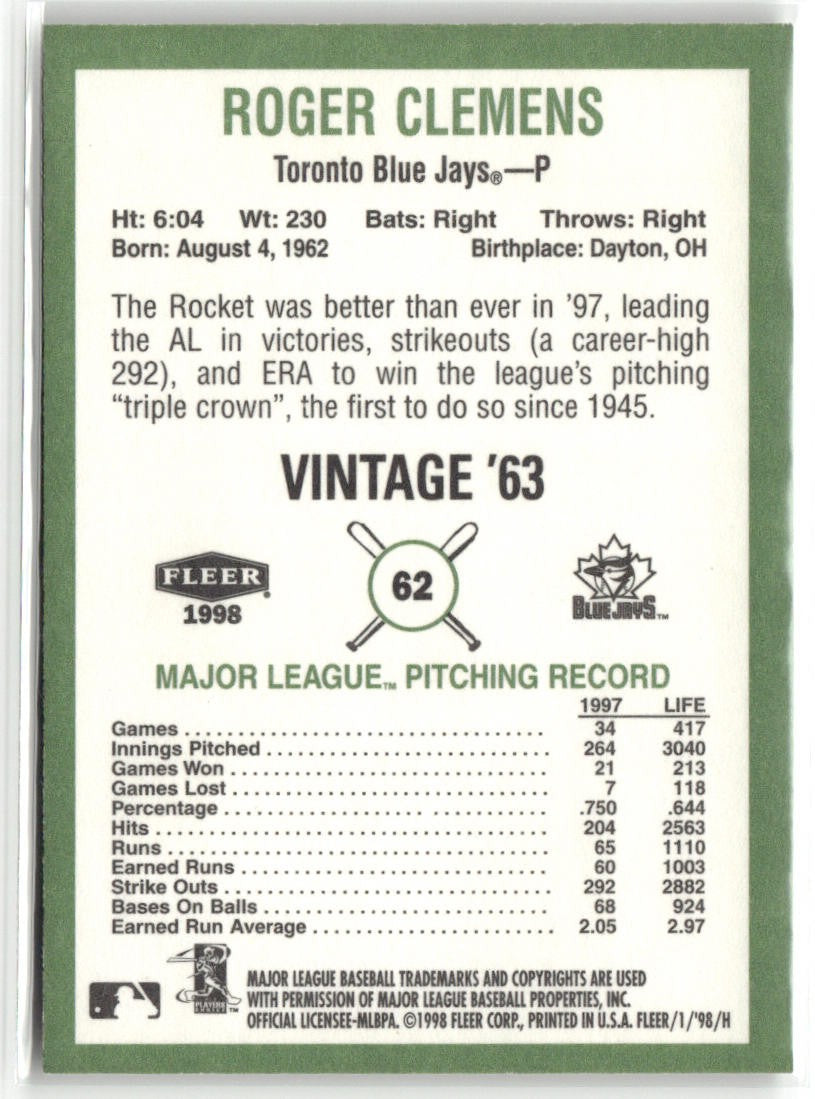 ROGER CLEMENS
Toronto Blue Jays®—P
Ht: 6:04 Wt: 230 Bats: Right Throws: Right
Born: August 4, 1962 Birthplace: Dayton, OH
The Rocket was better than ever in '97, leading
the AL in victories, strikeouts (a career-high
292), and ERA to win the league's pitching
"triple crown", the first to do so since 1945.
VINTAGE '63
FLEER
1998
62
BLUE JAYS™
MAJOR LEAGUE™ PITCHING RECORD
1997 LIFE
Games 34 417
Innings Pitched 264 3040
Games Won 21 213
Games Lost 7 118
Percentage .750 .644
Hits 204 2563
Runs 65 1110
Earned Runs 60 1003
Strike Outs 292 2882
Bases On Balls 68 924
Earned Run Average 2.05 2.97
PLAYERS
CHOICE™
MAJOR LEAGUE BASEBALL TRADEMARKS AND COPYRIGHTS ARE USED
WITH PERMISSION OF MAJOR LEAGUE BASEBALL PROPERTIES, INC.
OFFICIAL LICENSEE-MLBPA. ©1998 FLEER CORP., PRINTED IN U.S.A. FLEER/1/'98/H